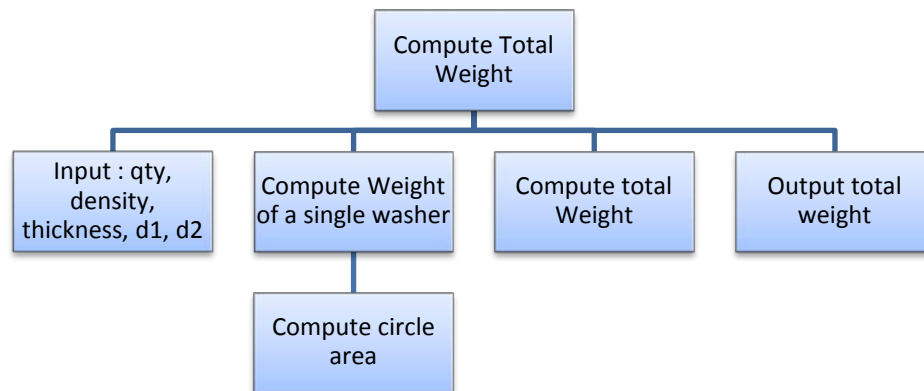 Compute Total
Weight
Input : qty,
density,
thickness, d1, d2
Compute Weight
of a single washer
Compute total
Weight
Output total
weight
Compute circle
area